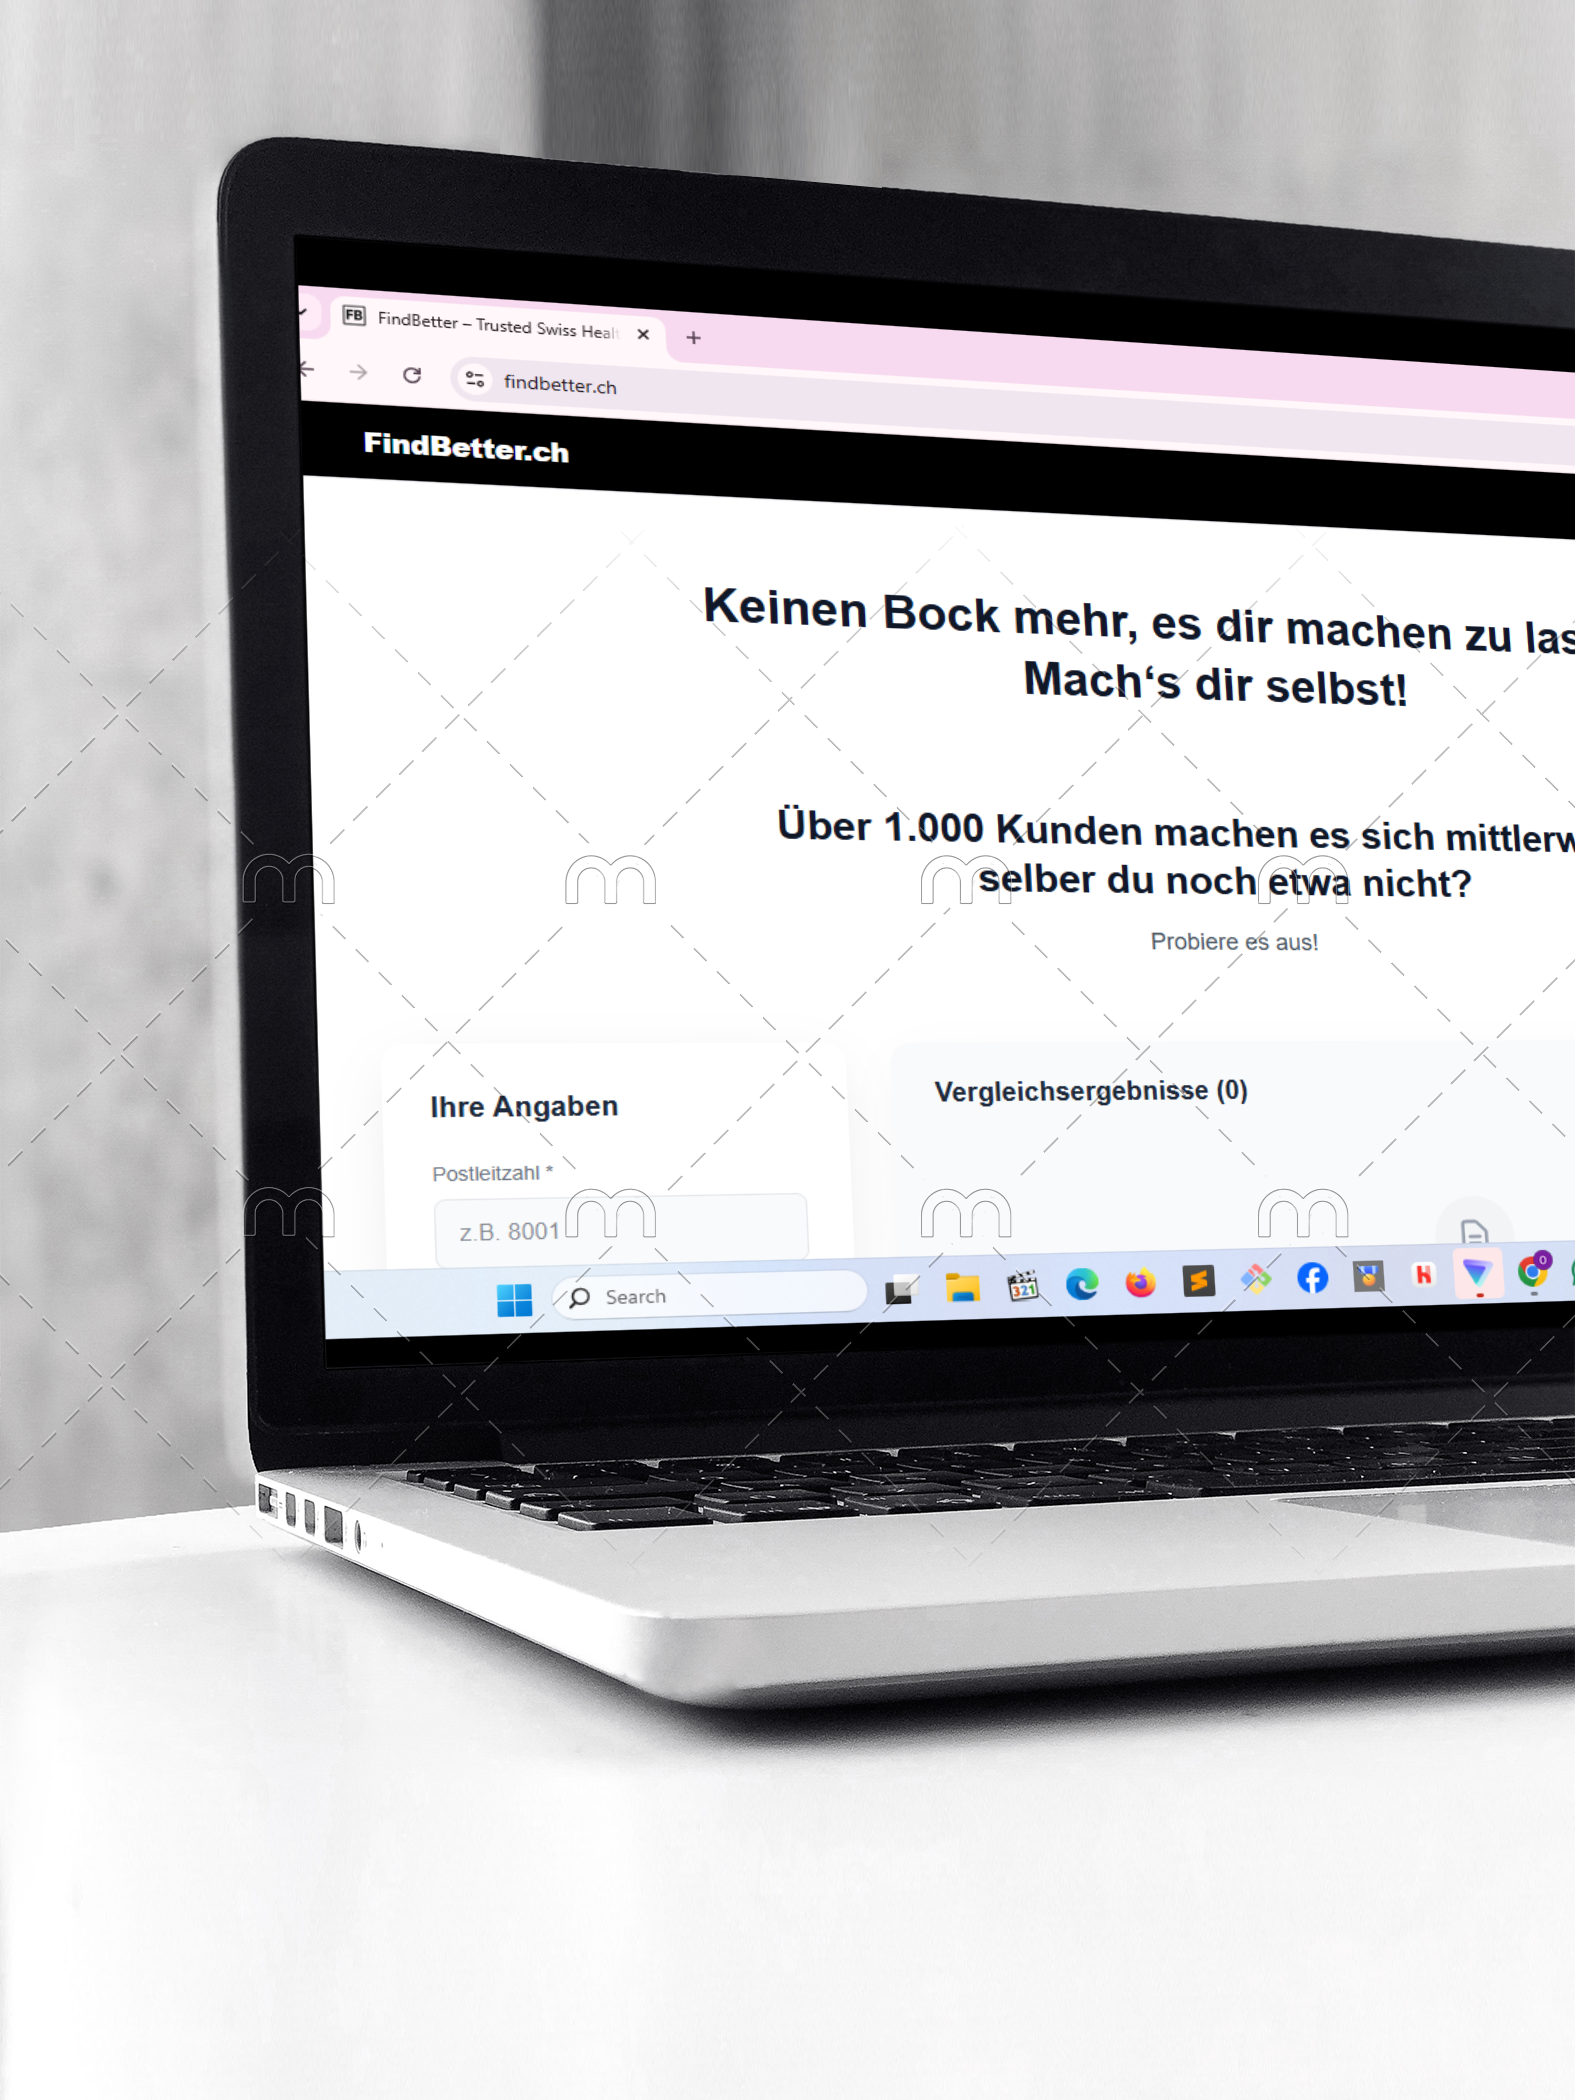 FB FindBetter – Trusted Swiss Healt
findbetter.ch
FindBetter.ch
Keinen Bock mehr, es dir machen zu las
Mach‘s dir selbst!
Über 1.000 Kunden machen es sich mittlerw
selber du noch etwa nicht?
Probiere es aus!
Ihre Angaben
Postleitzahl *
z.B. 8001
Vergleichsergebnisse (0)
Search
321
0